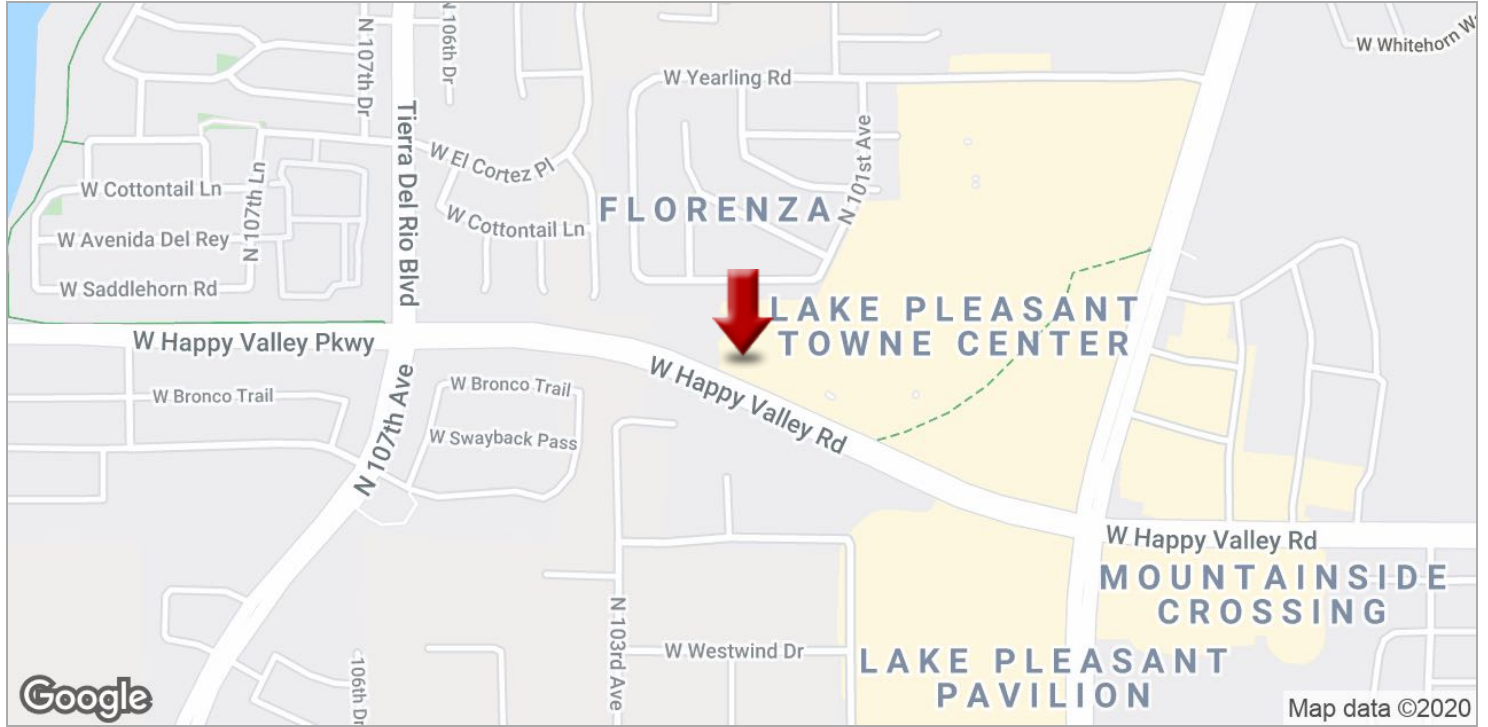 N 107th Dr
N 106th Dr
W Whitehorn W
W Yearling Rd
Tierra Del Rio Blvd
N 101st Ave
W El Cortez Pl
W Cottontail Ln
N 107th Ln
W Cottontail Ln
FLORENZA
W Avenida Del Rey
W Saddlehorn Rd
LAKE PLEASANT
TOWNE CENTER
W Happy Valley Pkwy
W Happy Valley Rd
W Bronco Trail
W Bronco Trail
N 107th Ave
W Swayback Pass
W Happy Valley Rd
MOUNTAINSIDE
CROSSING
N 103rd Ave
W Westwind Dr
LAKE PLEASANT
PAVILION
106th Dr
Google
Map data ©2020